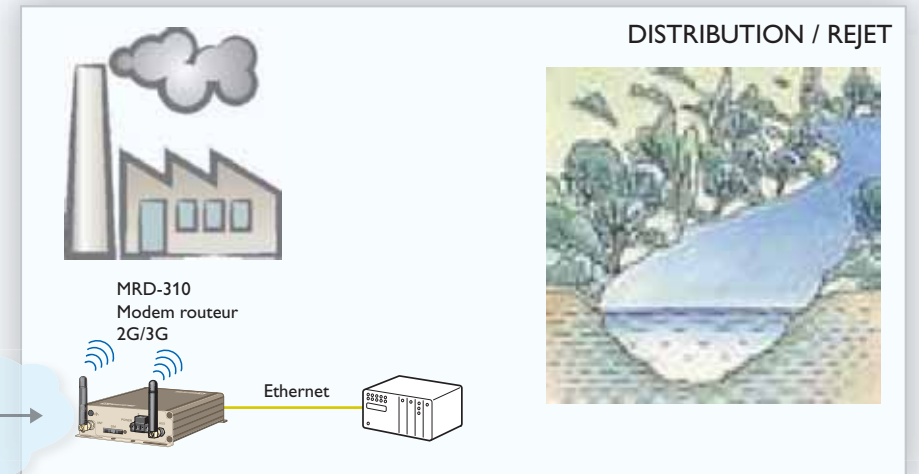 DISTRIBUTION / REJET
MRD-310
Modem routeur
2G/3G
Ethernet